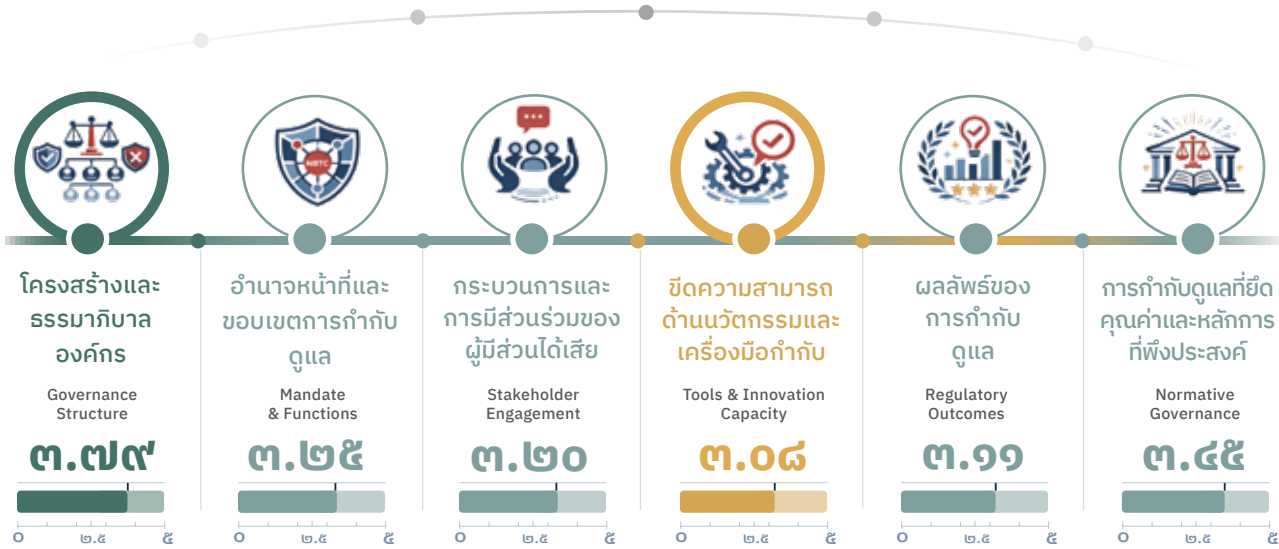 NBTC
โครงสร้างและ
ธรรมาภิบาล
องค์กร
Governance
Structure
๓.๗๙
๐ ๒.๕ ๕
อำนาจหน้าที่และ
ขอบเขตการกำกับ
ดูแล
Mandate
& Functions
๓.๒๕
๐ ๒.๕ ๕
กระบวนการและ
การมีส่วนร่วมของ
ผู้มีส่วนได้เสีย
Stakeholder
Engagement
๓.๒๐
๐ ๒.๕ ๕
ขีดความสามารถ
ด้านนวัตกรรมและ
เครื่องมือกำกับ
Tools & Innovation
Capacity
๓.๐๘
๐ ๒.๕ ๕
ผลลัพธ์ของ
การกำกับ
ดูแล
Regulatory
Outcomes
๓.๑๑
๐ ๒.๕ ๕
การกำกับดูแลที่ยึด
คุณค่าและหลักการ
ที่พึงประสงค์
Normative
Governance
๓.๔๕
๐ ๒.๕ ๕